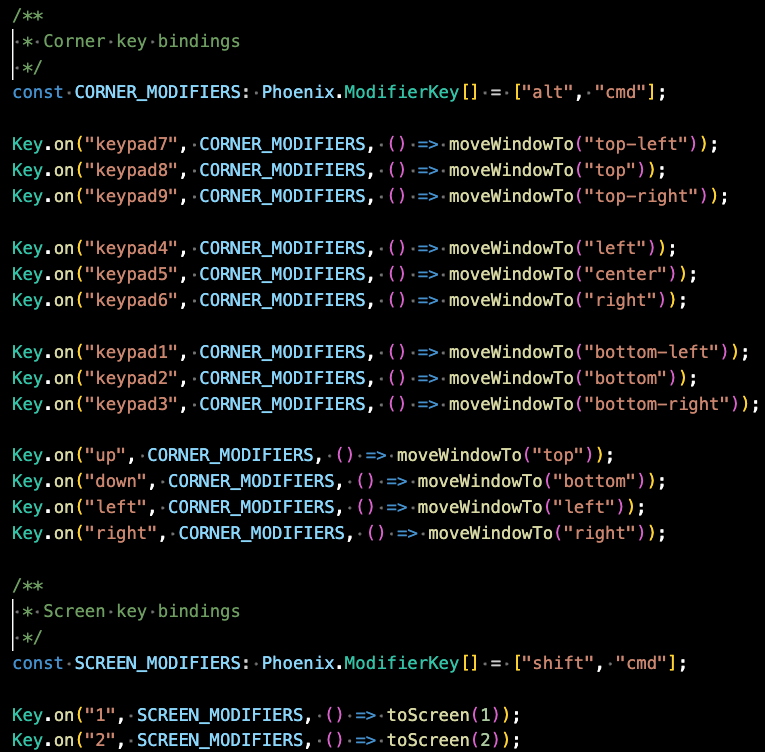 /**
 * Corner key bindings
 */
const CORNER_MODIFIERS: Phoenix.ModifierKey[] = ["alt", "cmd"];

Key.on("keypad7", CORNER_MODIFIERS, () => moveWindowTo("top-left"));
Key.on("keypad8", CORNER_MODIFIERS, () => moveWindowTo("top"));
Key.on("keypad9", CORNER_MODIFIERS, () => moveWindowTo("top-right"));

Key.on("keypad4", CORNER_MODIFIERS, () => moveWindowTo("left"));
Key.on("keypad5", CORNER_MODIFIERS, () => moveWindowTo("center"));
Key.on("keypad6", CORNER_MODIFIERS, () => moveWindowTo("right"));

Key.on("keypad1", CORNER_MODIFIERS, () => moveWindowTo("bottom-left"));
Key.on("keypad2", CORNER_MODIFIERS, () => moveWindowTo("bottom"));
Key.on("keypad3", CORNER_MODIFIERS, () => moveWindowTo("bottom-right"));

Key.on("up", CORNER_MODIFIERS, () => moveWindowTo("top"));
Key.on("down", CORNER_MODIFIERS, () => moveWindowTo("bottom"));
Key.on("left", CORNER_MODIFIERS, () => moveWindowTo("left"));
Key.on("right", CORNER_MODIFIERS, () => moveWindowTo("right"));

/**
 * Screen key bindings
 */
const SCREEN_MODIFIERS: Phoenix.ModifierKey[] = ["shift", "cmd"];

Key.on("1", SCREEN_MODIFIERS, () => toScreen(1));
Key.on("2", SCREEN_MODIFIERS, () => toScreen(2));